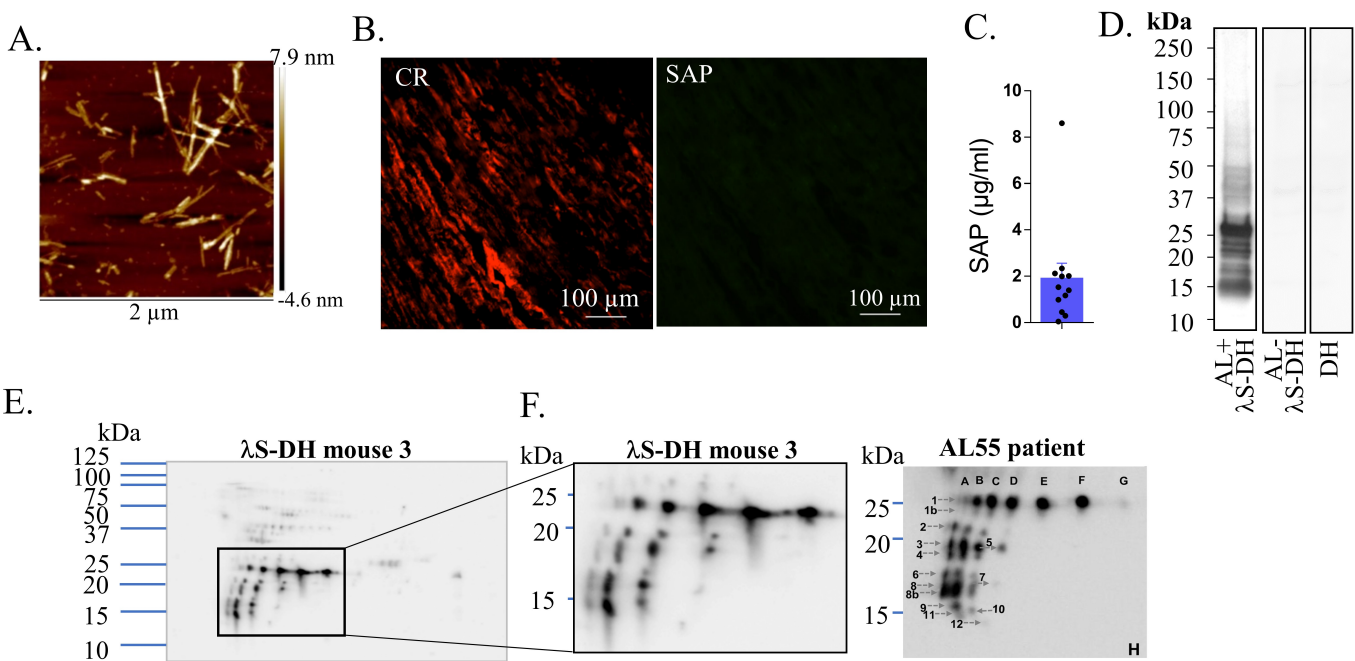 A.
7.9 nm
-4.6 nm
2 µm
B.
CR
100 µm
SAP
100 µm
C.
SAP (µg/ml)
10
8
6
4
2
0
D.
kDa
250
150
100
75
50
37
25
20
15
10
AL+
λS-DH
AL-
λS-DH
DH
E.
kDa
λS-DH mouse 3
125
100
75
50
37
25
20
15
10
F.
kDa
λS-DH mouse 3
25
20
15
kDa
AL55 patient
25
20
15
A B C D E F G
1
1b
2
3
4
5
6
7
8
8b
9
10
11
12
H